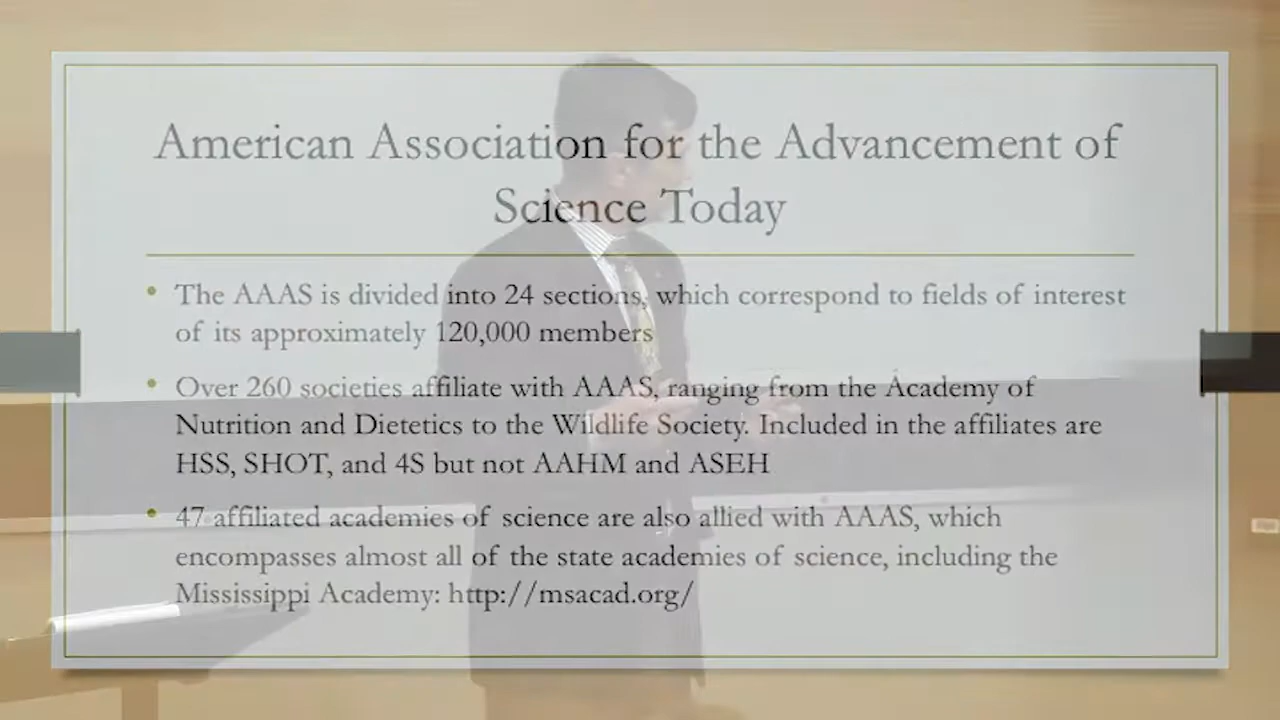 American Association for the Advancement of
Science Today
• The AAAS is divided into 24 sections, which correspond to fields of interest
of its approximately 120,000 members
• Over 260 societies affiliate with AAAS, ranging from the Academy of
Nutrition and Dietetics to the Wildlife Society. Included in the affiliates are
HSS, SHOT, and 4S but not AAHM and ASEH
• 47 affiliated academies of science are also allied with AAAS, which
encompasses almost all of the state academies of science, including the
Mississippi Academy: http://msacad.org/